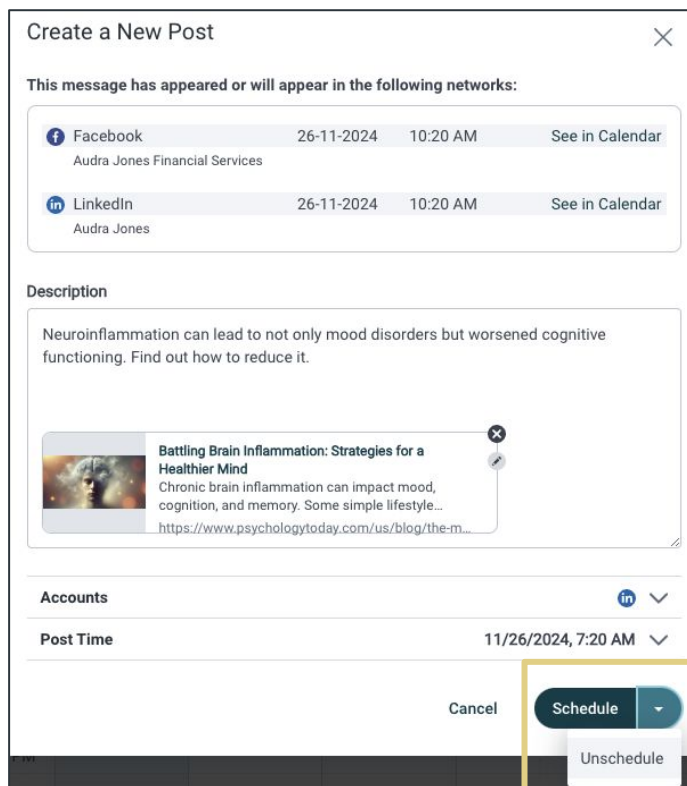 Create a New Post
This message has appeared or will appear in the following networks:
Facebook 26-11-2024 10:20 AM See in Calendar
Audra Jones Financial Services
LinkedIn 26-11-2024 10:20 AM See in Calendar
Audra Jones
Description
Neuroinflammation can lead to not only mood disorders but worsened cognitive
functioning. Find out how to reduce it.
Battling Brain Inflammation: Strategies for a
Healthier Mind
Chronic brain inflammation can impact mood,
cognition, and memory. Some simple lifestyle...
https://www.psychologytoday.com/us/blog/the-m...
Accounts
Post Time 11/26/2024, 7:20 AM
Cancel Schedule
Unschedule
PM